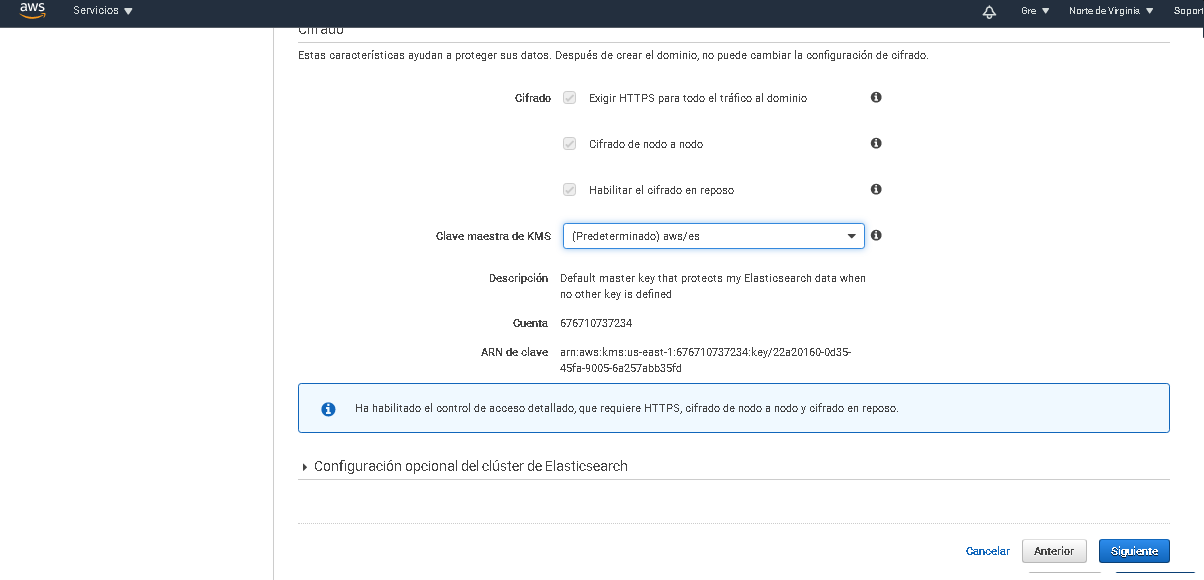 aws
Servicios
Gre
Norte de Virginia
Soport
Cifrado
Estas características ayudan a proteger sus datos. Después de crear el dominio, no puede cambiar la configuración de cifrado.
Cifrado Exigir HTTPS para todo el tráfico al dominio
Cifrado de nodo a nodo
Habilitar el cifrado en reposo
Clave maestra de KMS (Predeterminado) aws/es
Descripción Default master key that protects my Elasticsearch data when
no other key is defined
Cuenta 676710737234
ARN de clave arn:aws:kms:us-east-1:676710737234:key/22a20160-0d35-
45fa-9005-6a257abb35fd
Ha habilitado el control de acceso detallado, que requiere HTTPS, cifrado de nodo a nodo y cifrado en reposo.
Configuración opcional del clúster de Elasticsearch
Cancelar
Anterior
Siguiente